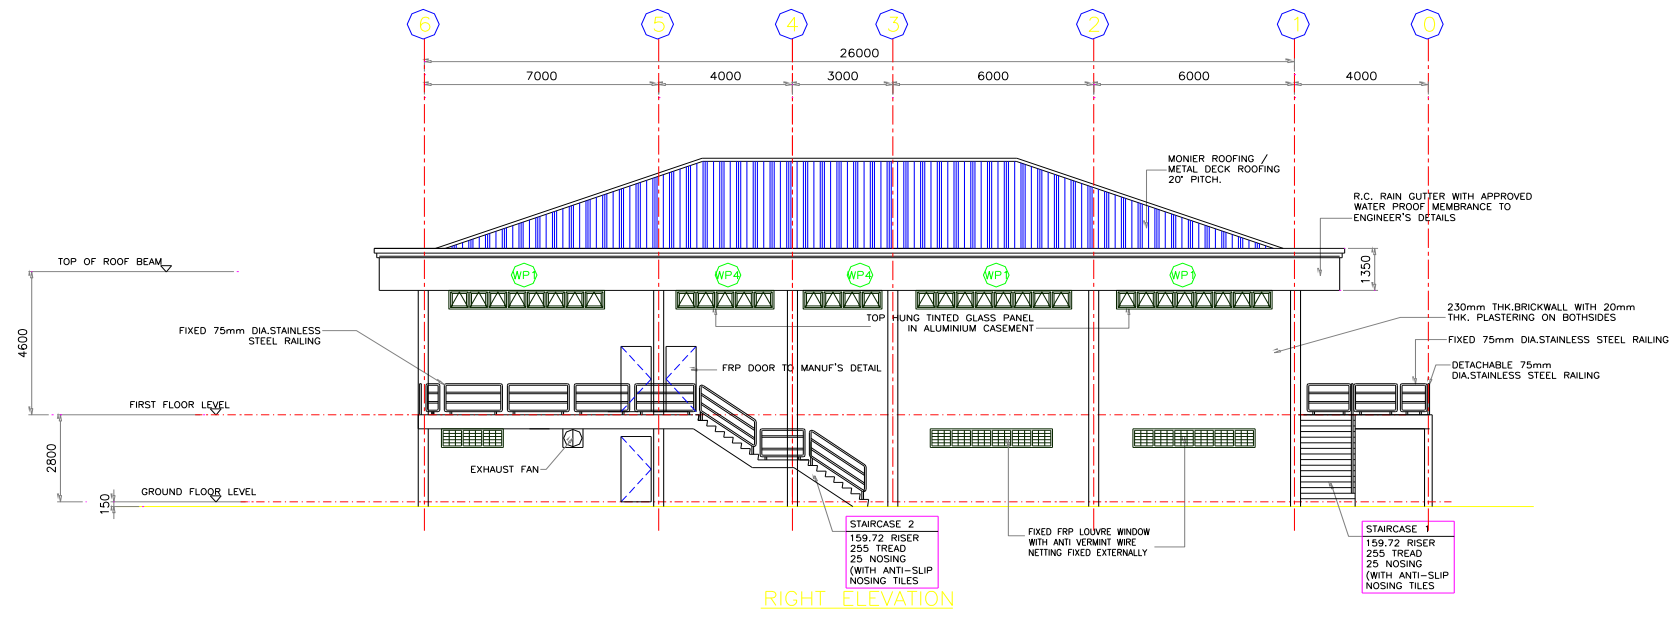 6 5 4 3 2 1 0
26000
7000 4000 3000 6000 6000 4000
MONIER ROOFING /
METAL DECK ROOFING
20° PITCH.
R.C. RAIN GUTTER WITH APPROVED
WATER PROOF MEMBRANCE TO
ENGINEER'S DETAILS
TOP OF ROOF BEAM
WP1 WP4 WP4 WP1 WP1
1350
230mm THK.BRICKWALL WITH 20mm
THK. PLASTERING ON BOTHSIDES
TOP HUNG TINTED GLASS PANEL
IN ALUMINIUM CASEMENT
FIXED 75mm DIA.STAINLESS
STEEL RAILING
4600
FIXED 75mm DIA.STAINLESS STEEL RAILING
FRP DOOR TO MANUF'S DETAIL
DETACHABLE 75mm
DIA.STAINLESS STEEL RAILING
FIRST FLOOR LEVEL
2800
EXHAUST FAN
GROUND FLOOR LEVEL
150
STAIRCASE 2
159.72 RISER
255 TREAD
25 NOSING
(WITH ANTI-SLIP
NOSING TILES
FIXED FRP LOUVRE WINDOW
WITH ANTI VERMINT WIRE
NETTING FIXED EXTERNALLY
STAIRCASE 1
159.72 RISER
255 TREAD
25 NOSING
(WITH ANTI-SLIP
NOSING TILES
RIGHT ELEVATION